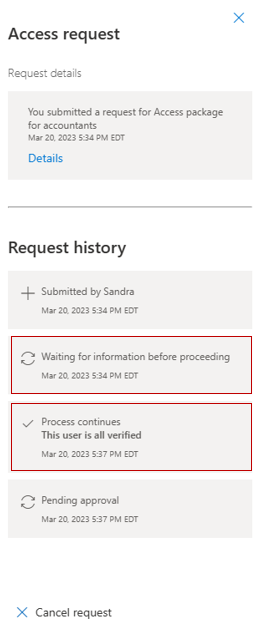 Access request
Request details
You submitted a request for Access package
for accountants
Mar 20, 2023 5:34 PM EDT
Details
Request history
Submitted by Sandra
Mar 20, 2023 5:34 PM EDT
Waiting for information before proceeding
Mar 20, 2023 5:34 PM EDT
Process continues
This user is all verified
Mar 20, 2023 5:37 PM EDT
Pending approval
Mar 20, 2023 5:37 PM EDT
Cancel request